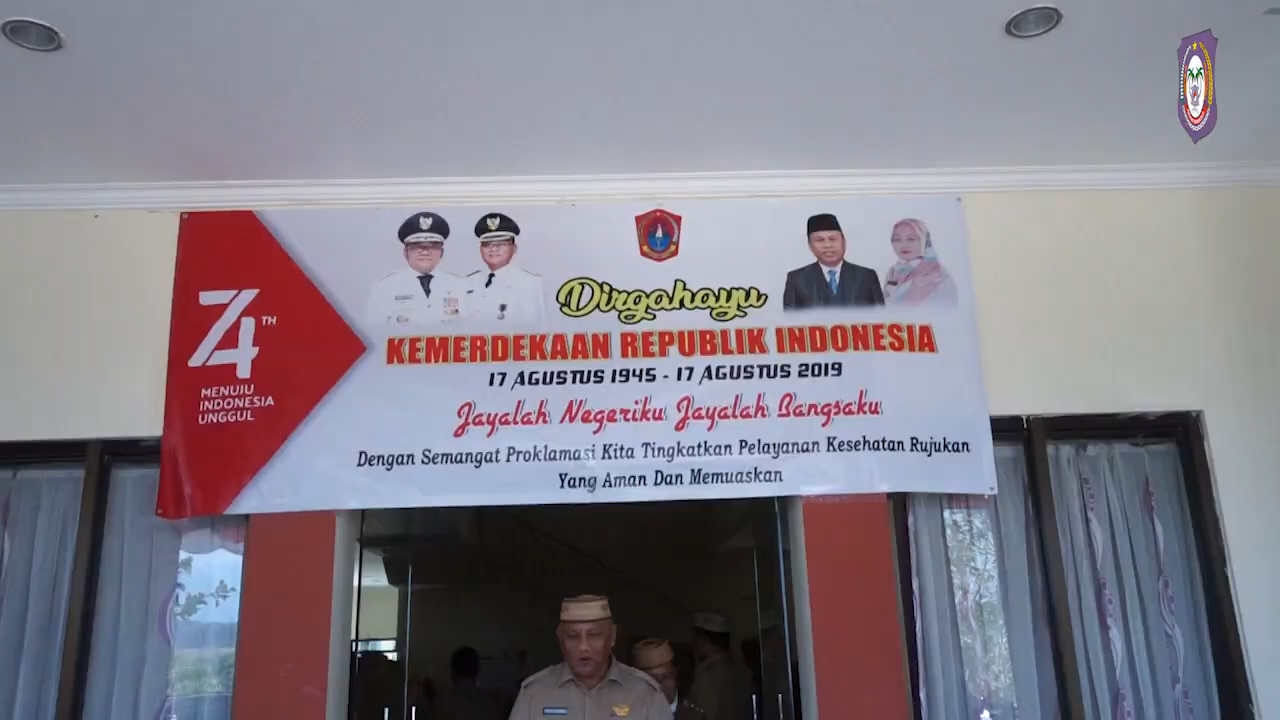 74TH
MENUJU
INDONESIA
UNGGUL
Dirgahayu
KEMERDEKAAN REPUBLIK INDONESIA
17 AGUSTUS 1945 - 17 AGUSTUS 2019
Jayalah Negeriku Jayalah Bangsaku
Dengan Semangat Proklamasi Kita Tingkatkan Pelayanan Kesehatan Rujukan
Yang Aman Dan Memuaskan